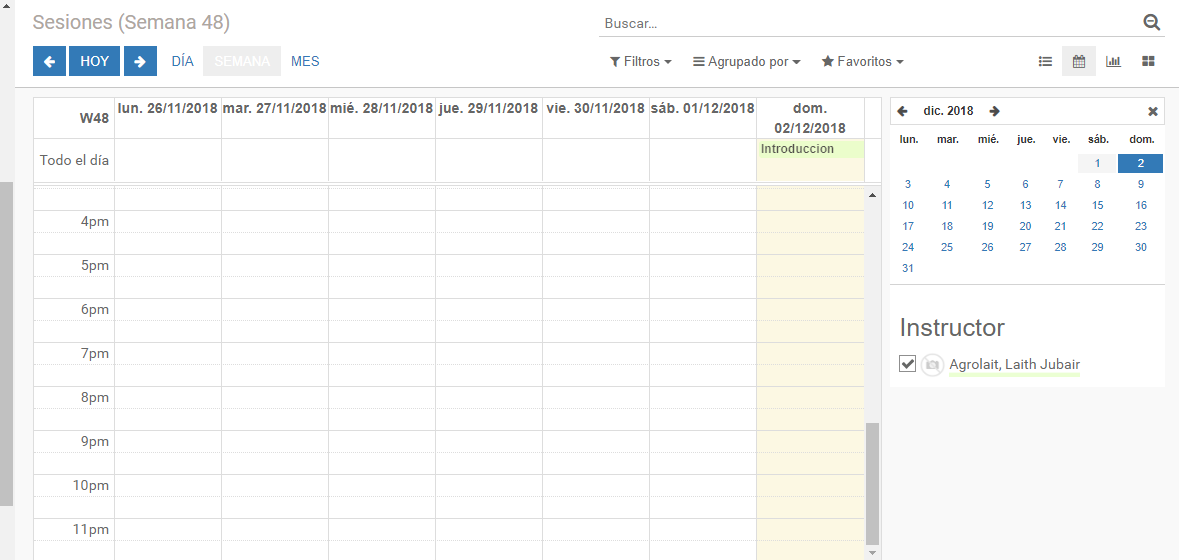 Sesiones (Semana 48)
Buscar...
HOY DÍA SEMANA MES
Filtros Agrupado por Favoritos
W48 lun. 26/11/2018 mar. 27/11/2018 mié. 28/11/2018 jue. 29/11/2018 vie. 30/11/2018 sáb. 01/12/2018 dom. 02/12/2018
Todo el día Introduccion
4pm
5pm
6pm
7pm
8pm
9pm
10pm
11pm
dic. 2018
lun. mar. mié. jue. vie. sáb. dom.
1 2
3 4 5 6 7 8 9
10 11 12 13 14 15 16
17 18 19 20 21 22 23
24 25 26 27 28 29 30
31
Instructor
Agrolait, Laith Jubair